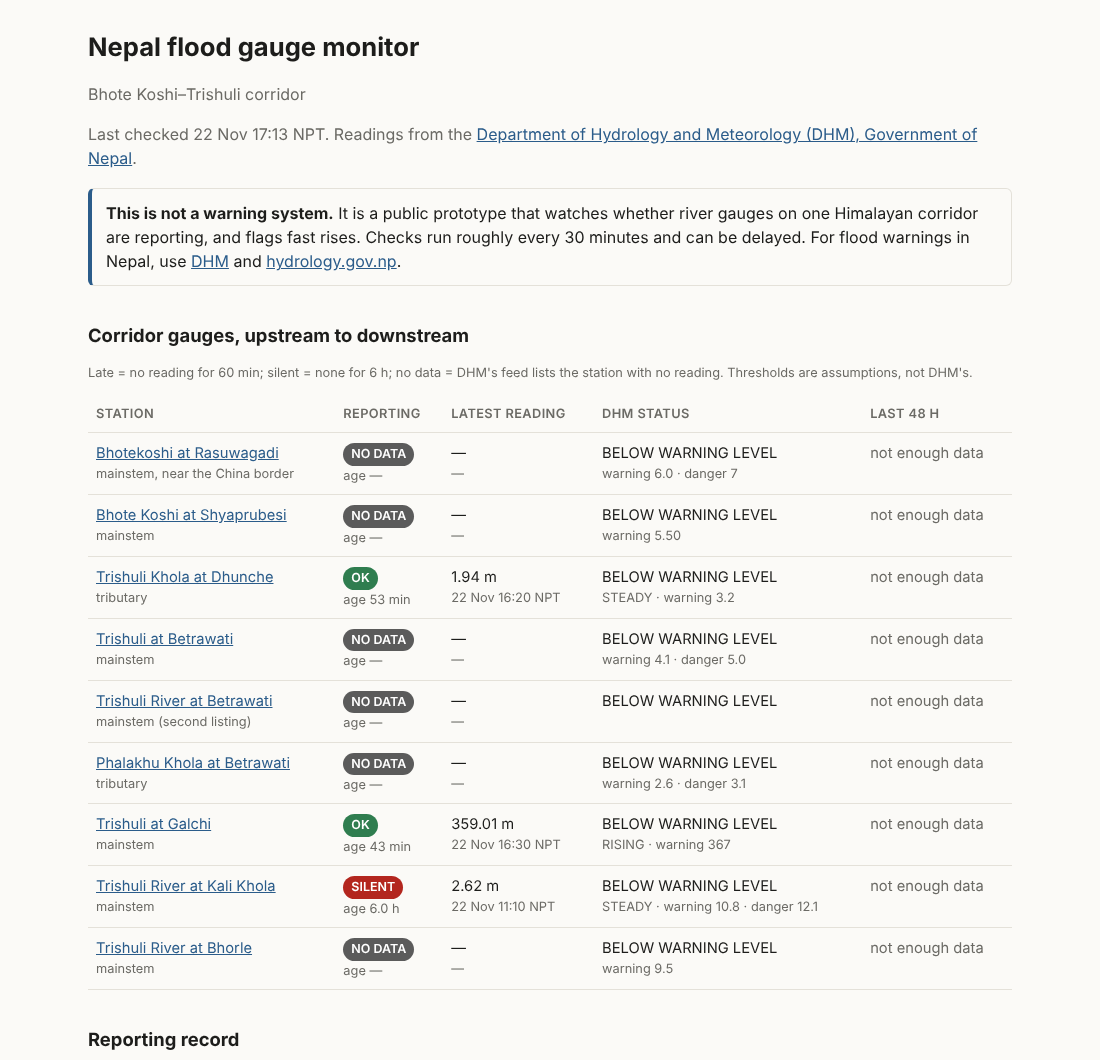 Nepal flood gauge monitor
Bhote Koshi–Trishuli corridor
Last checked 22 Nov 17:13 NPT. Readings from the Department of Hydrology and Meteorology (DHM), Government of
Nepal.
This is not a warning system. It is a public prototype that watches whether river gauges on one Himalayan corridor
are reporting, and flags fast rises. Checks run roughly every 30 minutes and can be delayed. For flood warnings in
Nepal, use DHM and hydrology.gov.np.
Corridor gauges, upstream to downstream
Late = no reading for 60 min; silent = none for 6 h; no data = DHM's feed lists the station with no reading. Thresholds are assumptions, not DHM's.
STATION REPORTING LATEST READING DHM STATUS LAST 48 H
Bhotekoshi at Rasuwagadi NO DATA — BELOW WARNING LEVEL not enough data
mainstem, near the China border age — — warning 6.0 · danger 7
Bhote Koshi at Shyaprubesi NO DATA — BELOW WARNING LEVEL not enough data
mainstem age — — warning 5.50
Trishuli Khola at Dhunche OK 1.94 m BELOW WARNING LEVEL not enough data
tributary age 53 min 22 Nov 16:20 NPT STEADY · warning 3.2
Trishuli at Betrawati NO DATA — BELOW WARNING LEVEL not enough data
mainstem age — — warning 4.1 · danger 5.0
Trishuli River at Betrawati NO DATA — BELOW WARNING LEVEL not enough data
mainstem (second listing) age — —
Phalakhu Khola at Betrawati NO DATA — BELOW WARNING LEVEL not enough data
tributary age — — warning 2.6 · danger 3.1
Trishuli at Galchi OK 359.01 m BELOW WARNING LEVEL not enough data
mainstem age 43 min 22 Nov 16:30 NPT RISING · warning 367
Trishuli River at Kali Khola SILENT 2.62 m BELOW WARNING LEVEL not enough data
mainstem age 6.0 h 22 Nov 11:10 NPT STEADY · warning 10.8 · danger 12.1
Trishuli River at Bhorle NO DATA — BELOW WARNING LEVEL not enough data
mainstem age — — warning 9.5
Reporting record